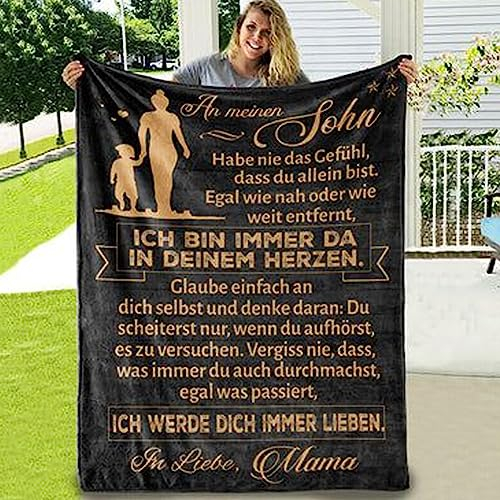 An meinen Sohn
Habe nie das Gefühl,
dass du allein bist.
Egal wie nah oder wie
weit entfernt,
ICH BIN IMMER DA
IN DEINEM HERZEN.
Glaube einfach an
dich selbst und denke daran: Du
scheiterst nur, wenn du aufhörst,
es zu versuchen. Vergiss nie, dass,
was immer du auch durchmachst,
egal was passiert,
ICH WERDE DICH IMMER LIEBEN.
In Liebe, Mama